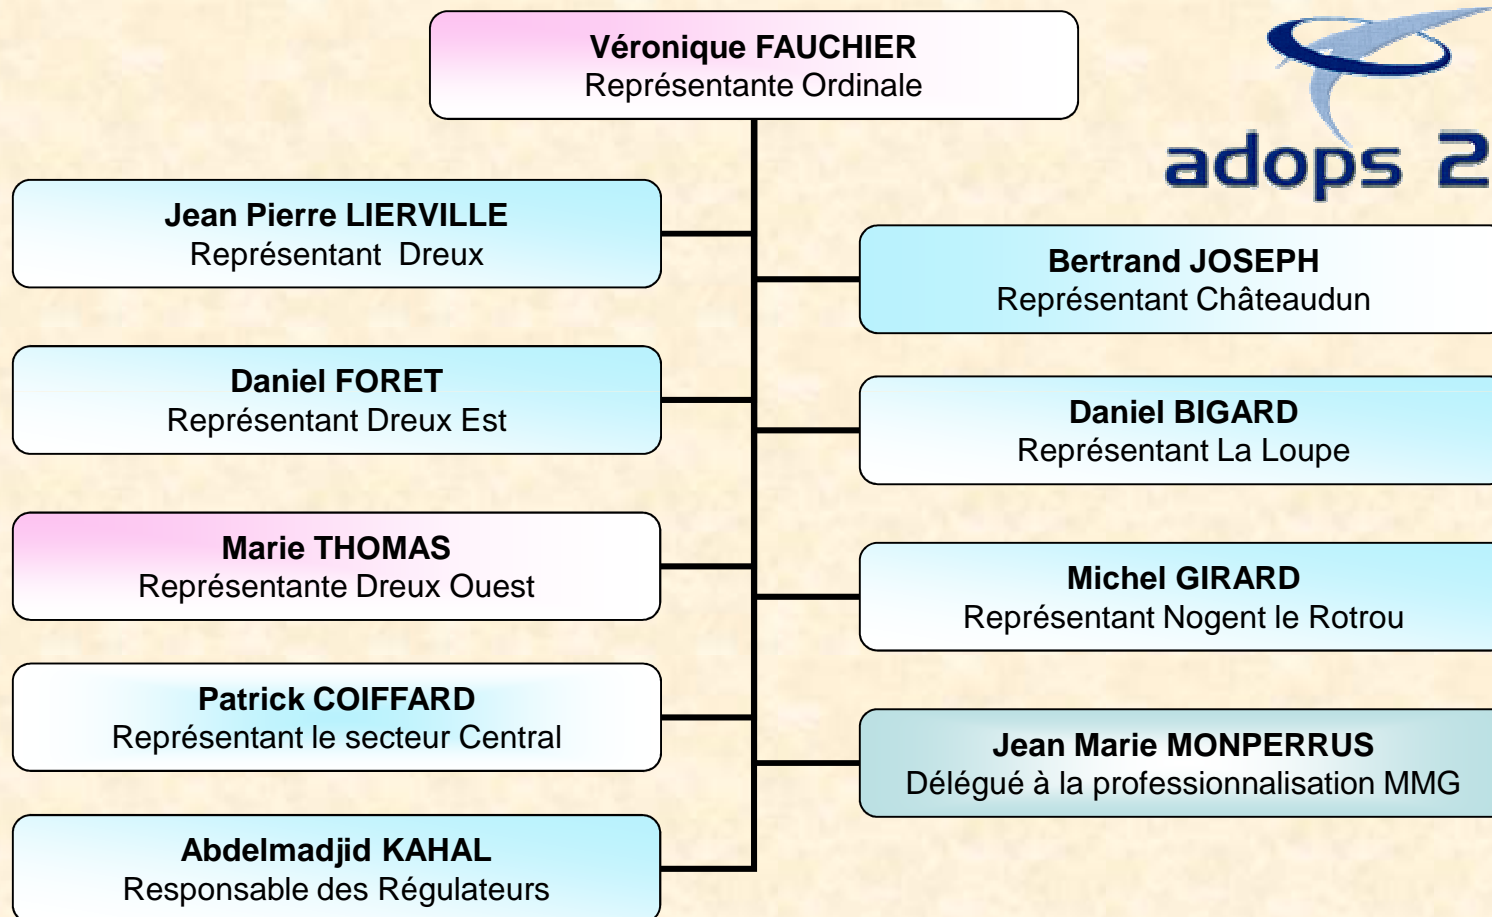 Véronique FAUCHIER
Représentante Ordinale
adops 2
Jean Pierre LIERVILLE
Représentant Dreux
Bertrand JOSEPH
Représentant Châteaudun
Daniel FORET
Représentant Dreux Est
Daniel BIGARD
Représentant La Loupe
Marie THOMAS
Représentante Dreux Ouest
Michel GIRARD
Représentant Nogent le Rotrou
Patrick COIFFARD
Représentant le secteur Central
Jean Marie MONPERRUS
Délégué à la professionnalisation MMG
Abdelmadjid KAHAL
Responsable des Régulateurs